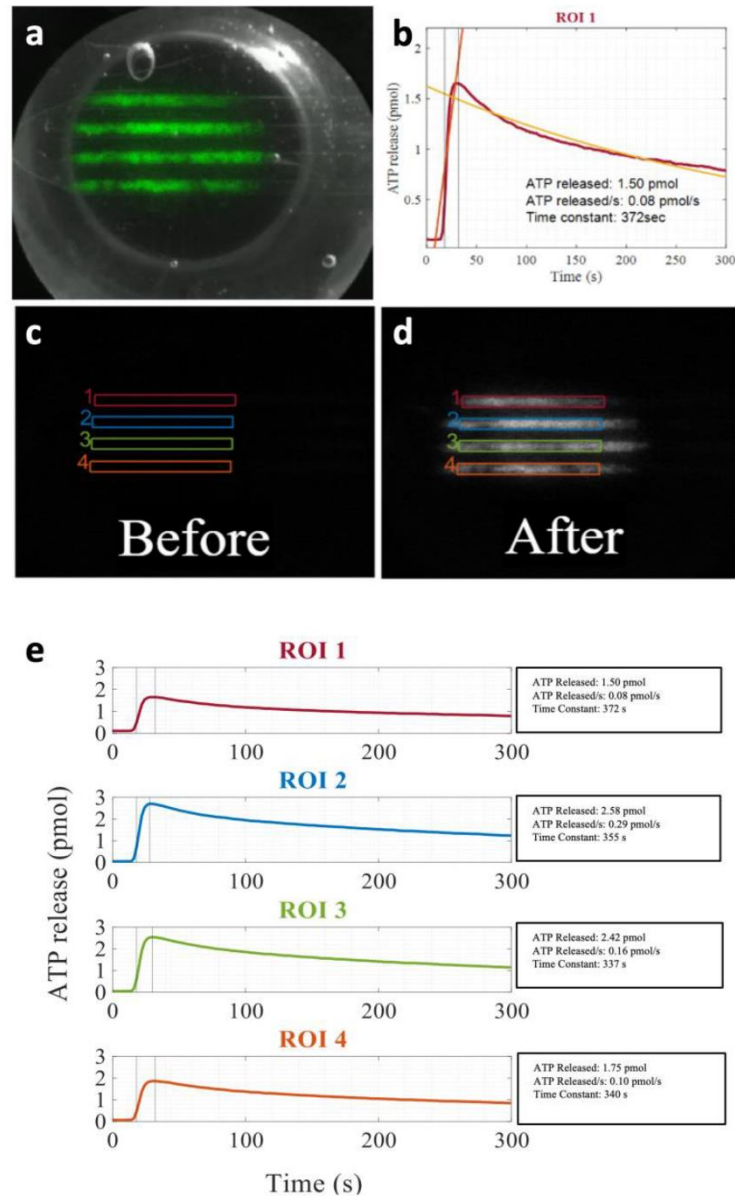 a
b
ROI 1
2
1.5
1
0.5
ATP release (pmol)
ATP released: 1.50 pmol
ATP released/s: 0.08 pmol/s
Time constant: 372sec
0 50 100 150 200 250 300
Time (s)
c
1
2
3
4
Before
d
1
2
3
4
After
e
ATP release (pmol)
ROI 1
3
2
1
0
0 100 200 300
ATP Released: 1.50 pmol
ATP Released/s: 0.08 pmol/s
Time Constant: 372 s
ROI 2
3
2
1
0
0 100 200 300
ATP Released: 2.58 pmol
ATP Released/s: 0.29 pmol/s
Time Constant: 355 s
ROI 3
3
2
1
0
0 100 200 300
ATP Released: 2.42 pmol
ATP Released/s: 0.16 pmol/s
Time Constant: 337 s
ROI 4
3
2
1
0
0 100 200 300
ATP Released: 1.75 pmol
ATP Released/s: 0.10 pmol/s
Time Constant: 340 s
Time (s)